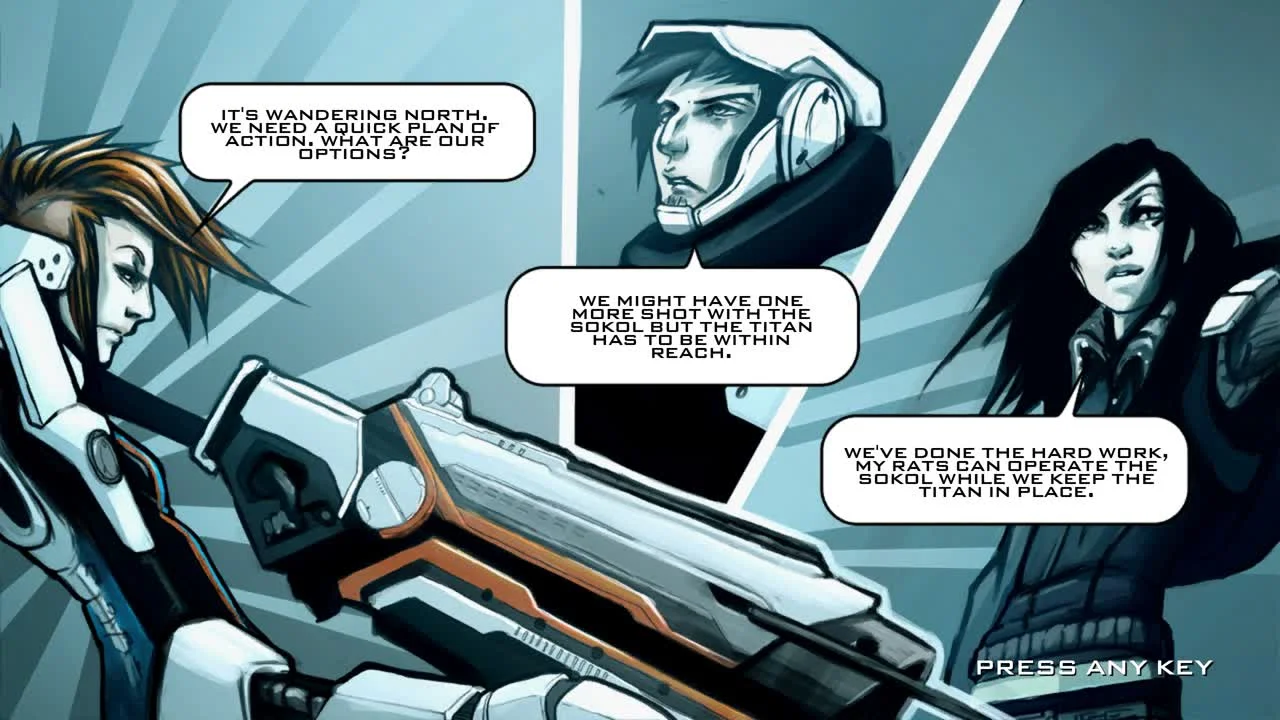 IT'S WANDERING NORTH.
WE NEED A QUICK PLAN OF
ACTION. WHAT ARE OUR
OPTIONS?
WE MIGHT HAVE ONE
MORE SHOT WITH THE
SOKOL BUT THE TITAN
HAS TO BE WITHIN
REACH.
WE'VE DONE THE HARD WORK,
MY RATS CAN OPERATE THE
SOKOL WHILE WE KEEP THE
TITAN IN PLACE.
PRESS ANY KEY